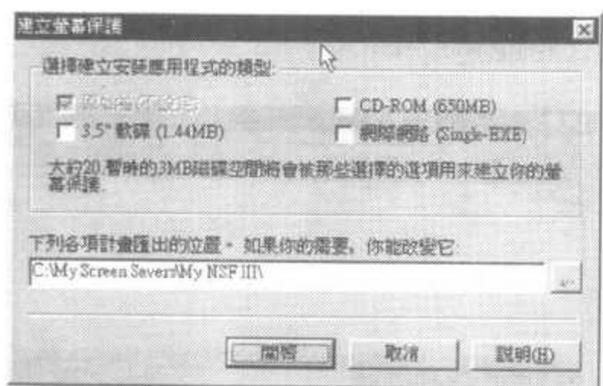 建立螢幕保護
選擇建立安裝應用程式的類型:
CD-ROM (650MB)
3.5" 軟碟 (1.44MB)
網際網路 (Single-EXE)
大約20.暫時的3MB磁碟空間將會被那些選擇的選項用來建立你的螢
幕保護.
下列各項計畫匯出的位置。如果你的需要，你能改變它:
C:\My Screen Savers\My NSF III\
...
開啓
取消
説明(H)